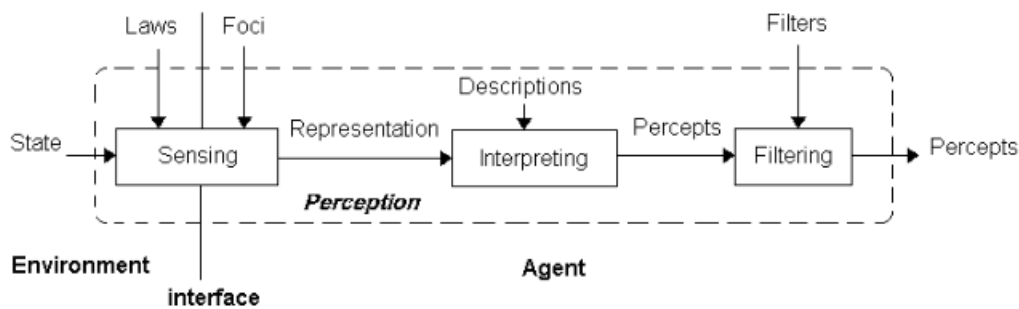 Laws
Foci
Filters
Descriptions
State
Sensing
Representation
Interpreting
Percepts
Filtering
Percepts
Perception
Environment
Agent
interface